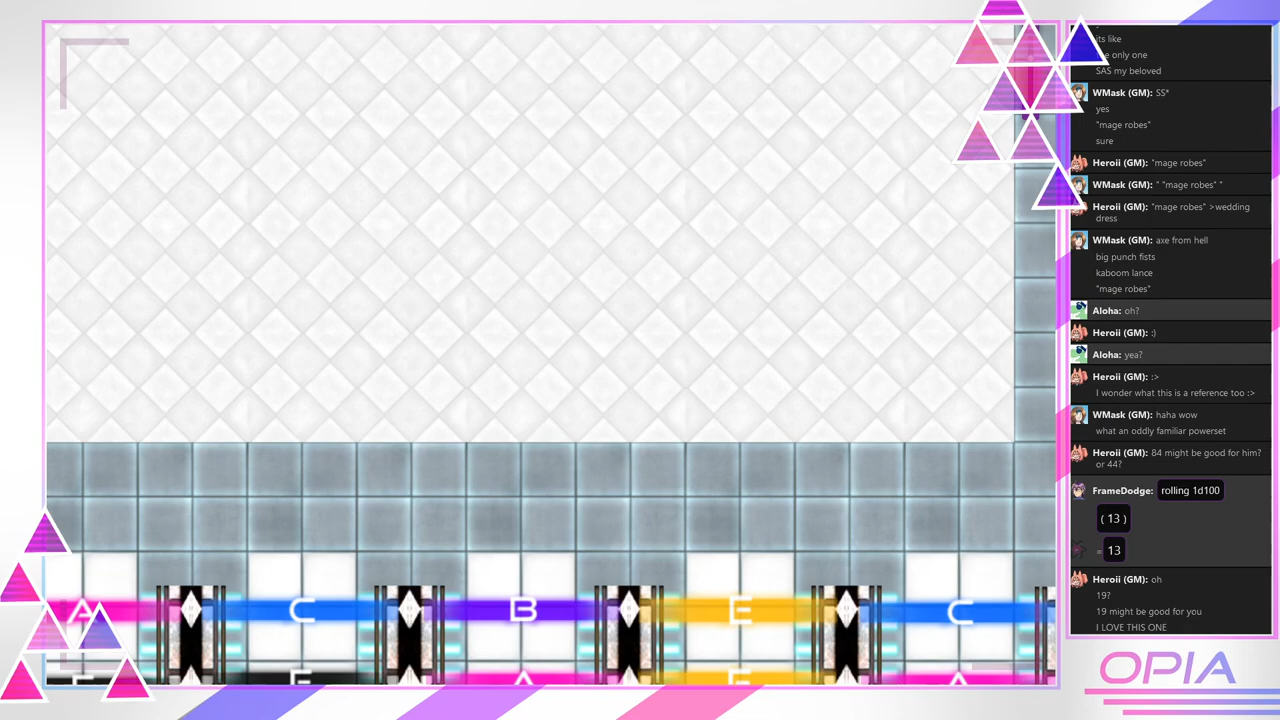 its like
only one
SAS my beloved
WMask (GM): SS*
yes
"mage robes"
sure
Heroii (GM): "mage robes"
WMask (GM): " "mage robes" "
Heroii (GM): "mage robes" >wedding
dress
WMask (GM): axe from hell
big punch fists
kaboom lance
"mage robes"
Aloha: oh?
Heroii (GM): :)
Aloha: yea?
Heroii (GM): :>
I wonder what this is a reference too :>
WMask (GM): haha wow
what an oddly familiar powerset
Heroii (GM): 84 might be good for him?
or 44?
FrameDodge: rolling 1d100
( 13 )
= 13
Heroii (GM): oh
19?
19 might be good for you
I LOVE THIS ONE
A C B E C
OPIA